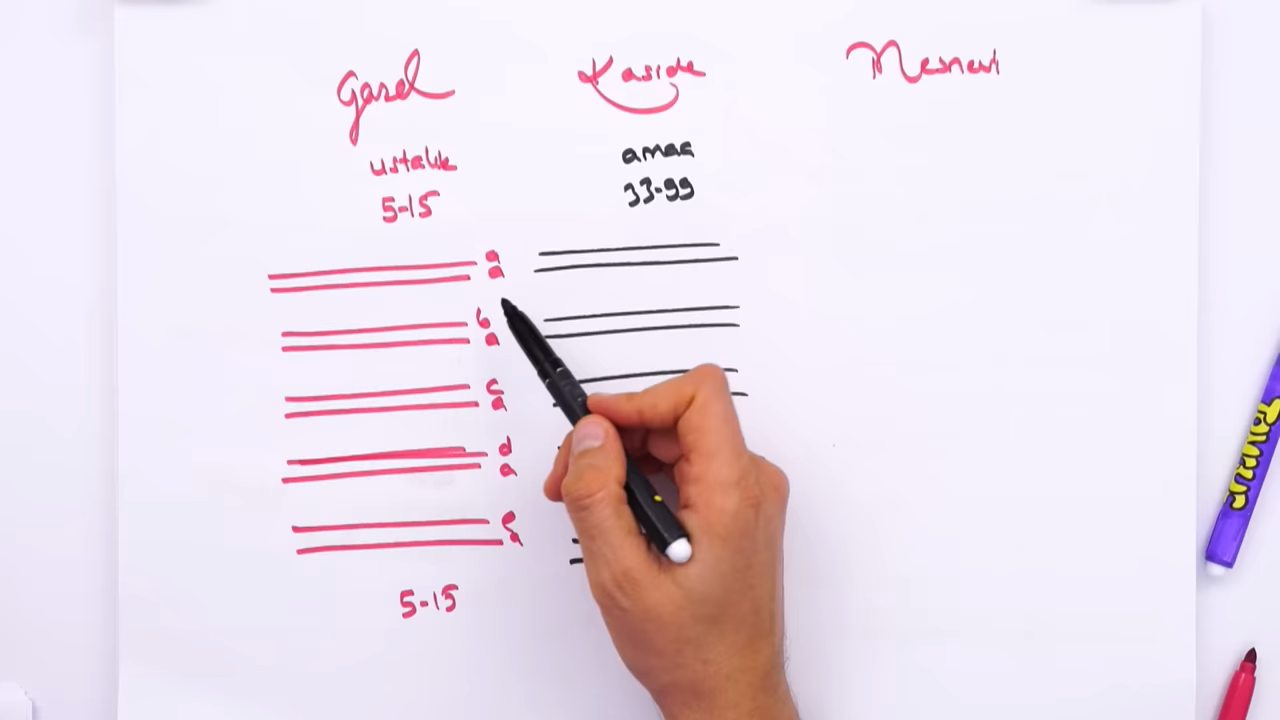 Gazel
Kaside
Mesnevi
ustalık
5-15
amaç
33-99
a
a
b
a
c
a
d
a
e
a
5-15